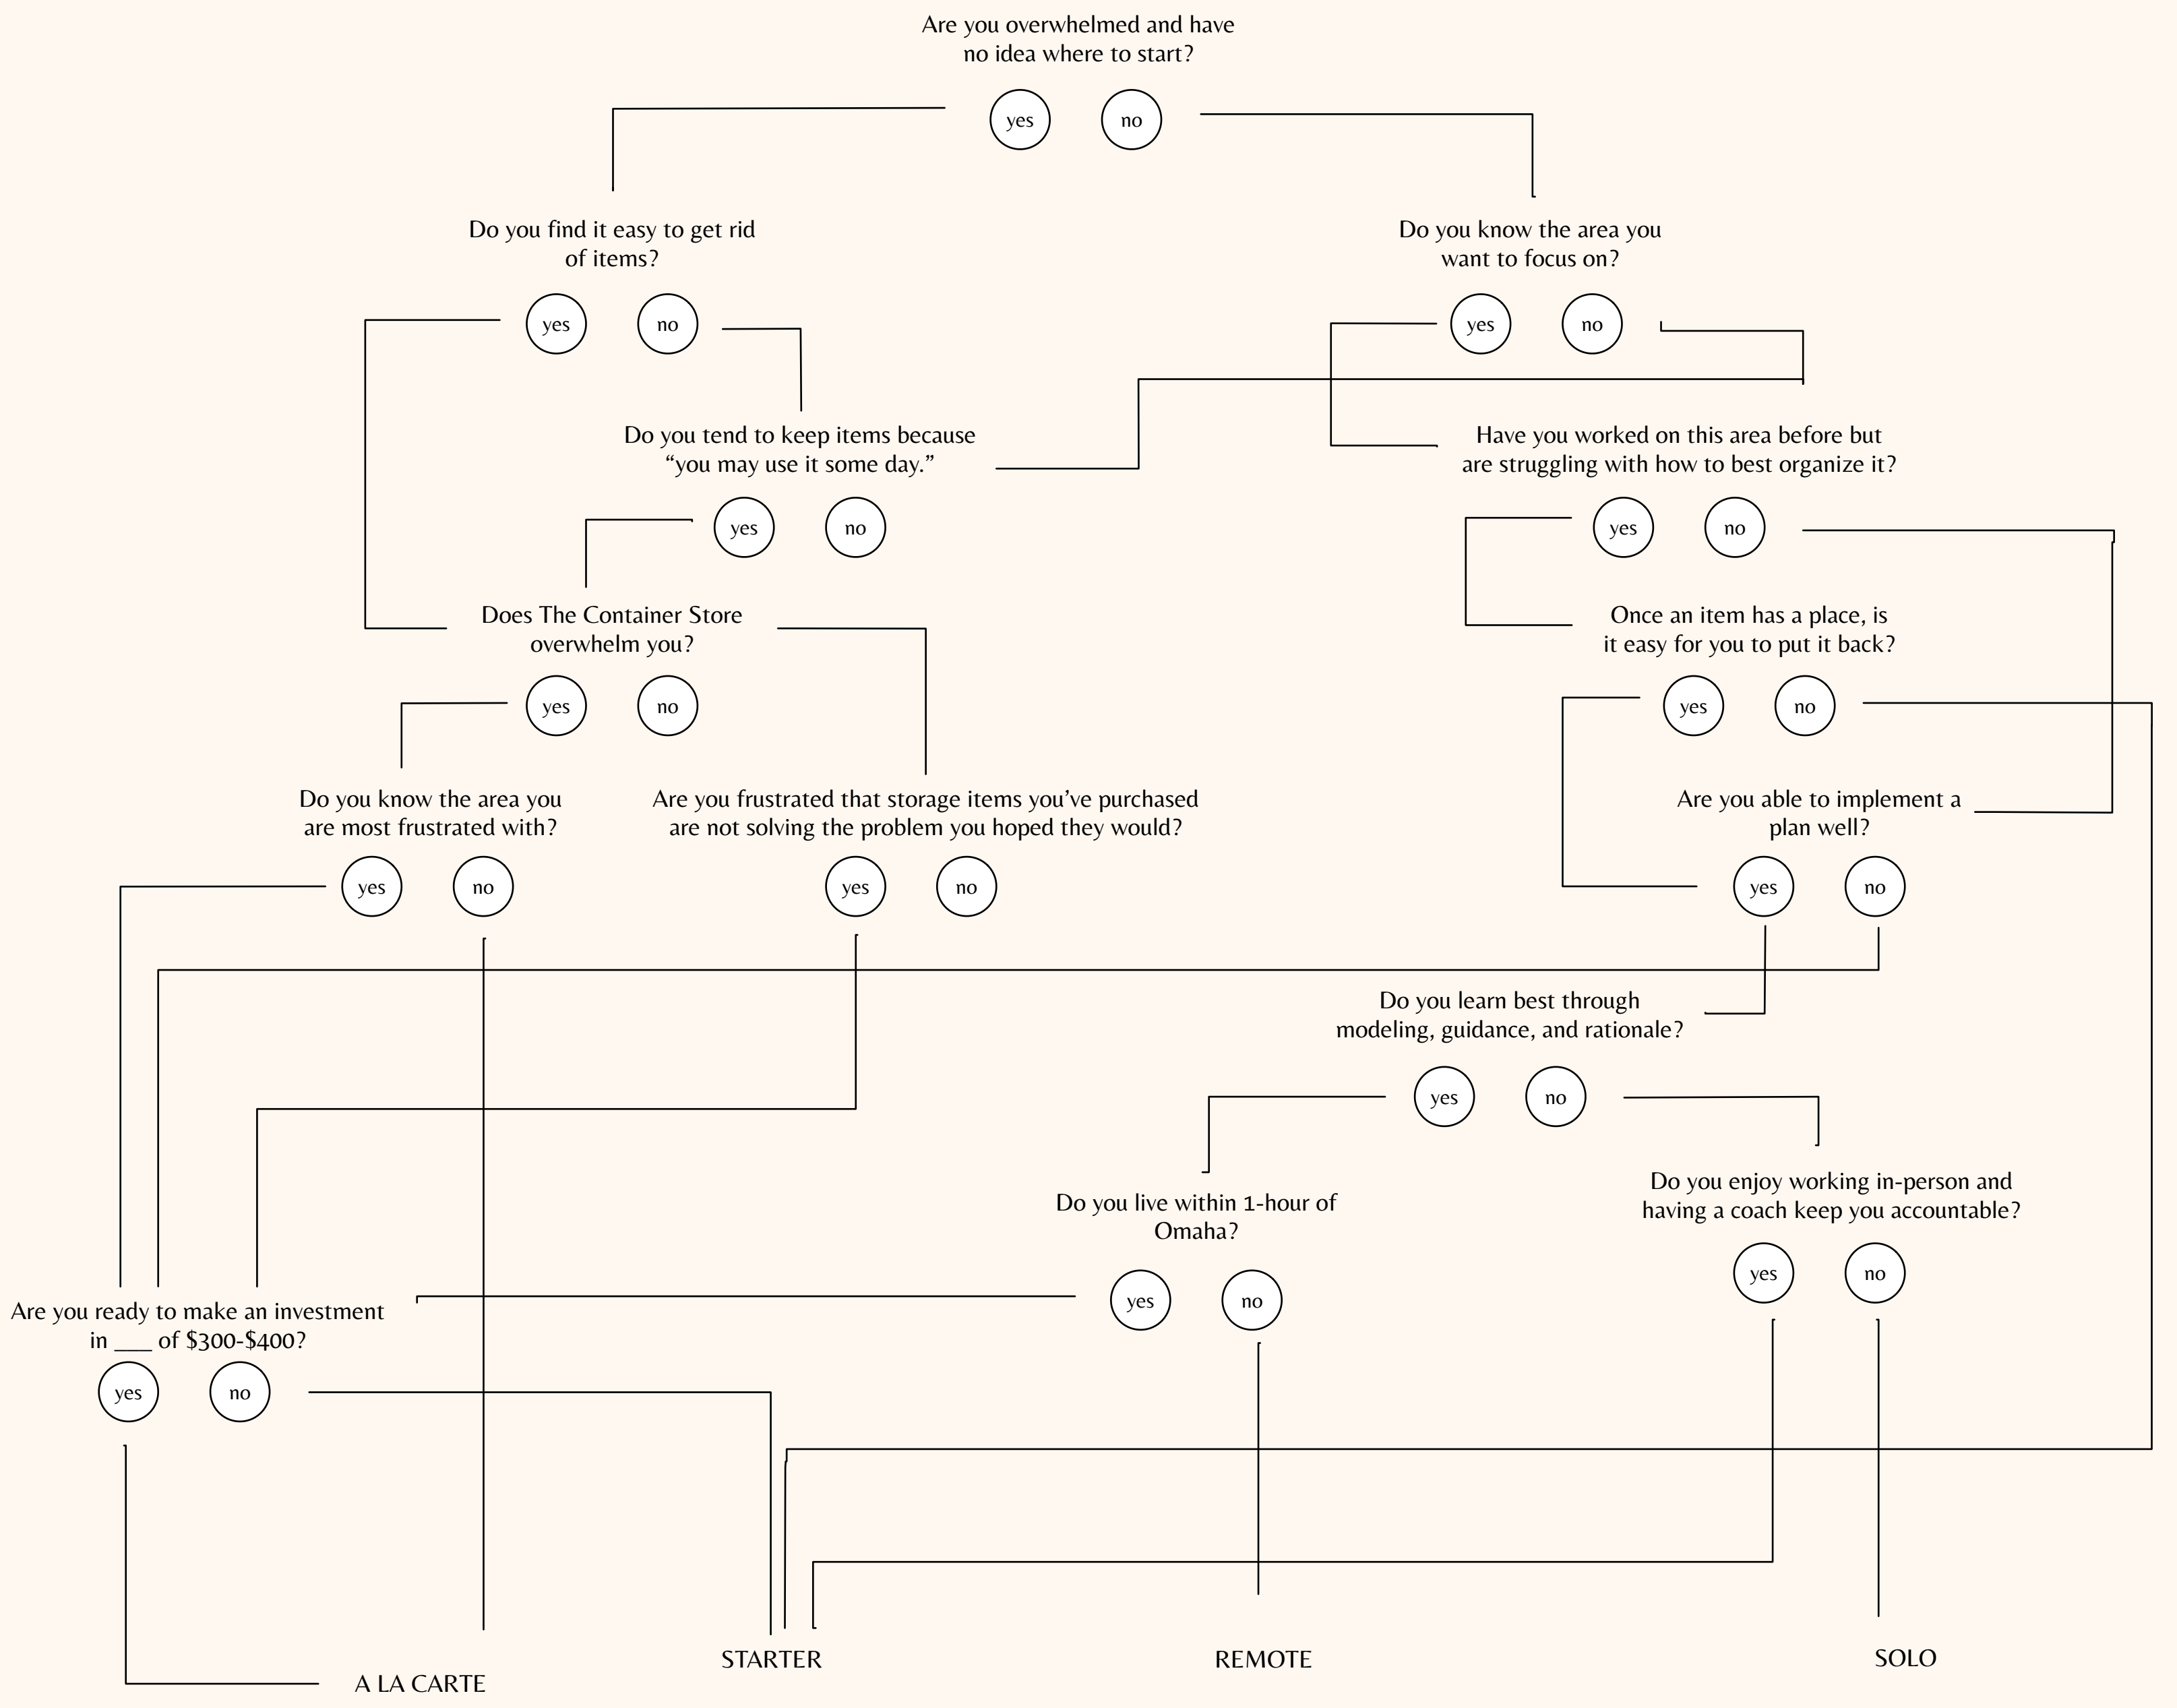 Are you overwhelmed and have
no idea where to start?
yes
no
Do you find it easy to get rid
of items?
yes
no
Do you know the area you
want to focus on?
yes
no
Do you tend to keep items because
“you may use it some day.”
yes
no
Have you worked on this area before but
are struggling with how to best organize it?
yes
no
Does The Container Store
overwhelm you?
yes
no
Once an item has a place, is
it easy for you to put it back?
yes
no
Do you know the area you
are most frustrated with?
yes
no
Are you frustrated that storage items you’ve purchased
are not solving the problem you hoped they would?
yes
no
Are you able to implement a
plan well?
yes
no
Do you learn best through
modeling, guidance, and rationale?
yes
no
Do you live within 1-hour of
Omaha?
yes
no
Do you enjoy working in-person and
having a coach keep you accountable?
yes
no
Are you ready to make an investment
in ___ of $300-$400?
yes
no
A LA CARTE
STARTER
REMOTE
SOLO